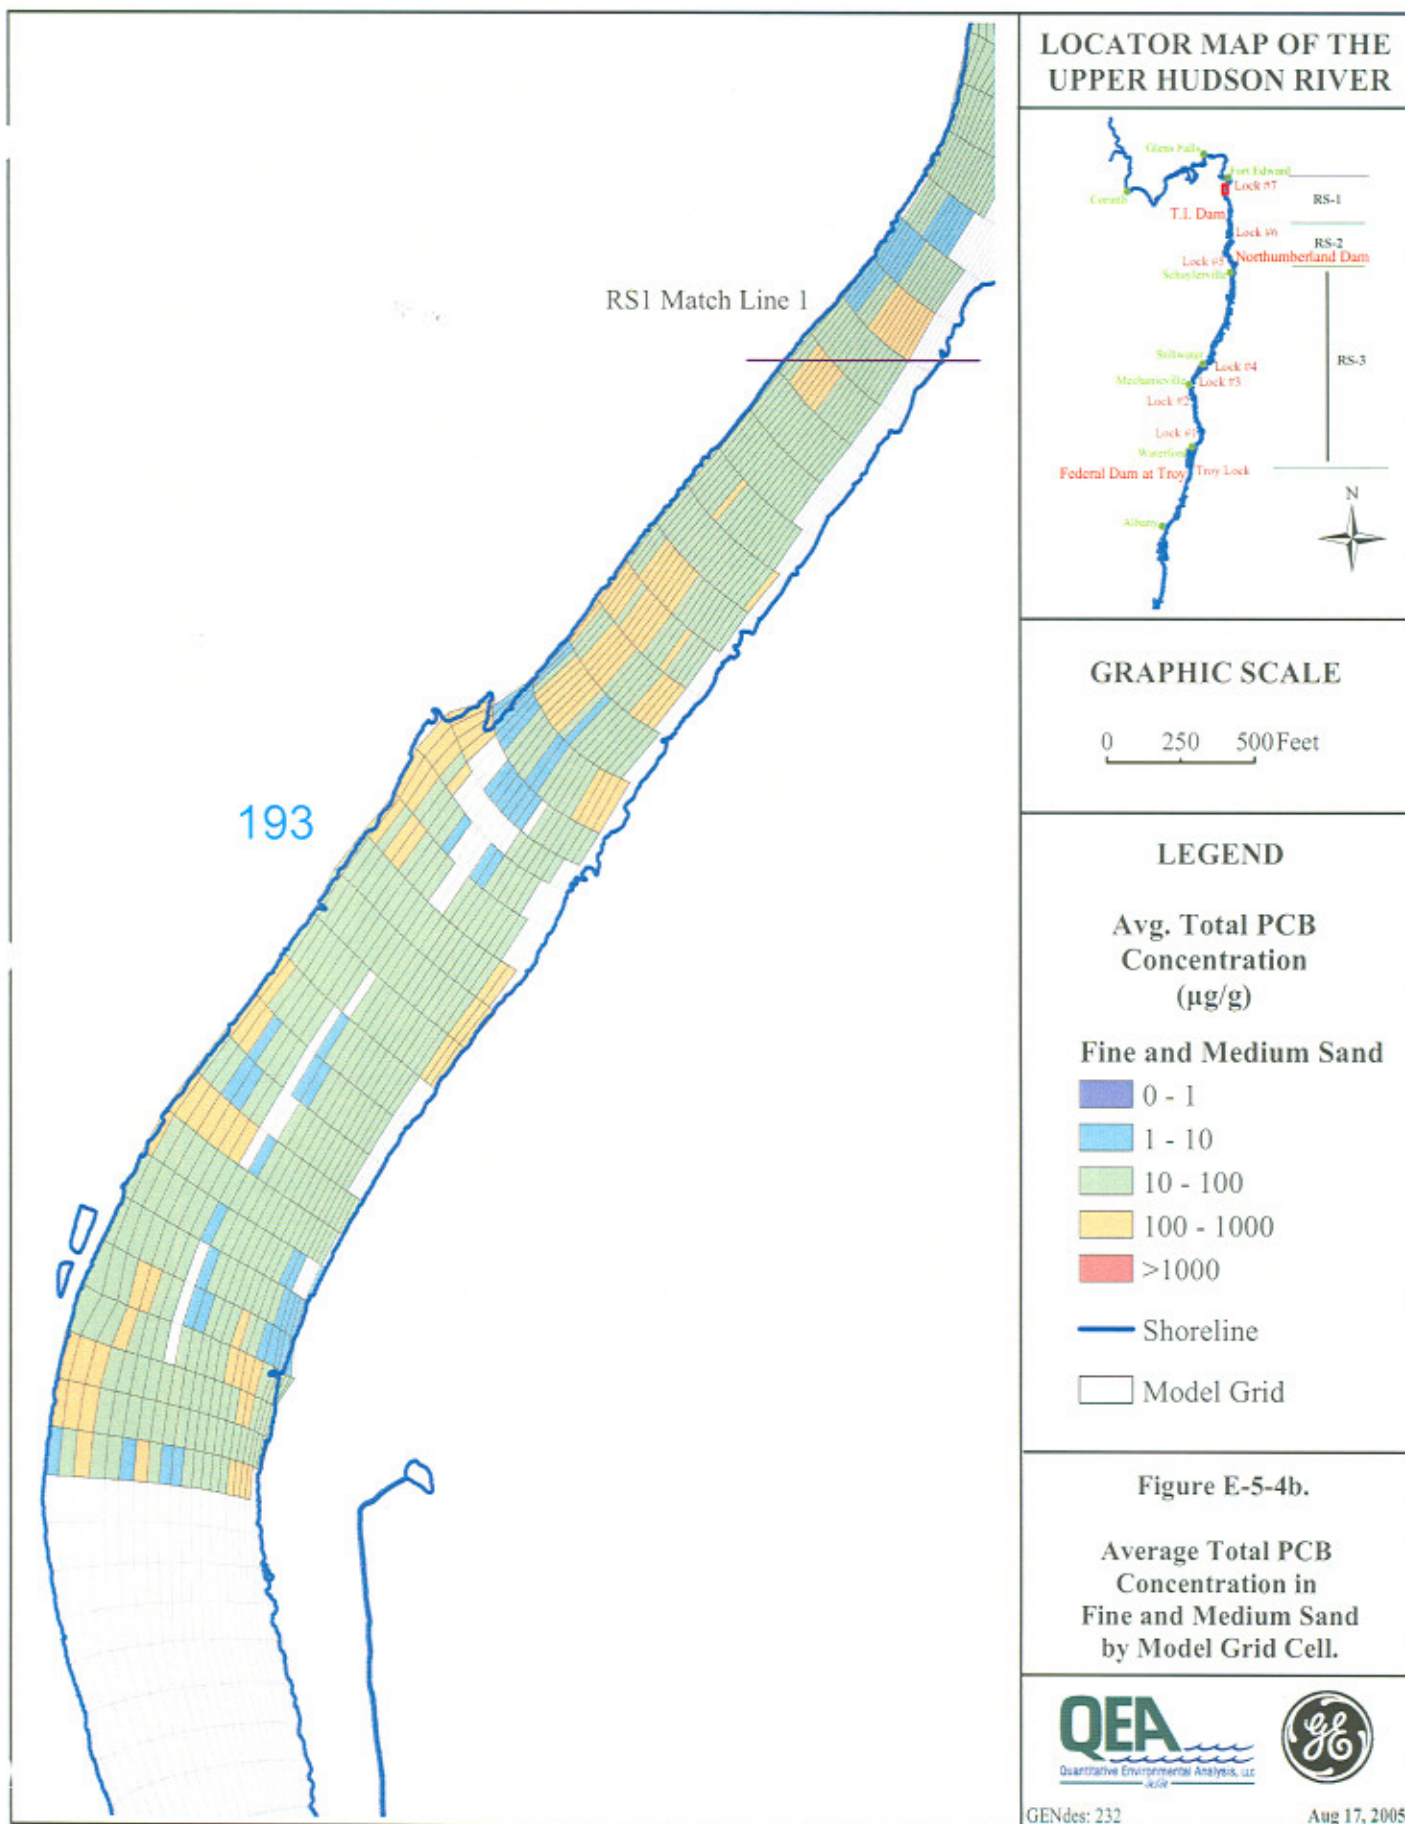 LOCATOR MAP OF THE
UPPER HUDSON RIVER
Glens Falls
Fort Edward
Lock #7
Corinth
T.I. Dam
RS-1
Lock #6
RS-2
Lock #5
Northumberland Dam
Schuylerville
Stillwater
Lock #4
RS-3
Mechanicville
Lock #3
Lock #2
Lock #1
Waterford
Federal Dam at Troy
Troy Lock
N
Albany
RS1 Match Line 1
193
GRAPHIC SCALE
0 250 500 Feet
LEGEND
Avg. Total PCB
Concentration
(µg/g)
Fine and Medium Sand
0 - 1
1 - 10
10 - 100
100 - 1000
>1000
Shoreline
Model Grid
Figure E-5-4b.
Average Total PCB
Concentration in
Fine and Medium Sand
by Model Grid Cell.
QEA
Quantitative Environmental Analysis, LLC
GE
GENdes: 232
Aug 17, 2005